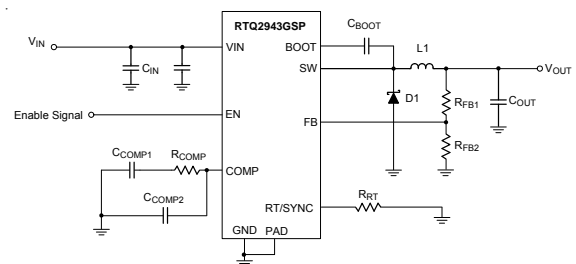 RTQ2943GSP
VIN
VIN
CIN
BOOT
CBOOT
SW
L1
VOUT
D1
RFB1
COUT
Enable Signal
EN
FB
RFB2
CCOMP1
RCOMP
COMP
CCOMP2
RT/SYNC
RRT
GND
PAD